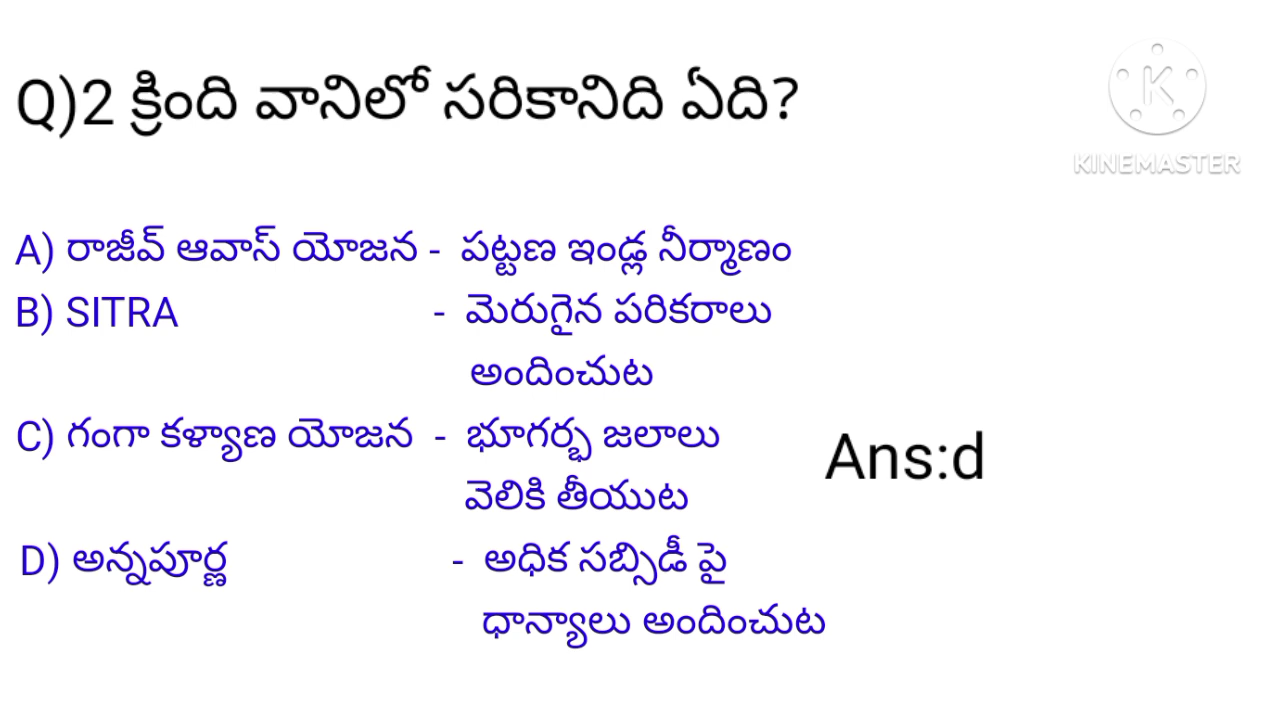 Q)2 క్రింది వానిలో సరికానిది ఏది?
KINEMASTER
A) రాజీవ్ ఆవాస్ యోజన - పట్టణ ఇండ్ల నీర్మాణం
B) SITRA - మెరుగైన పరికరాలు
అందించుట
C) గంగా కళ్యాణ యోజన - భూగర్భ జలాలు
వెలికి తీయుట
Ans:d
D) అన్నపూర్ణ - అధిక సబ్సిడీ పై
ధాన్యాలు అందించుట